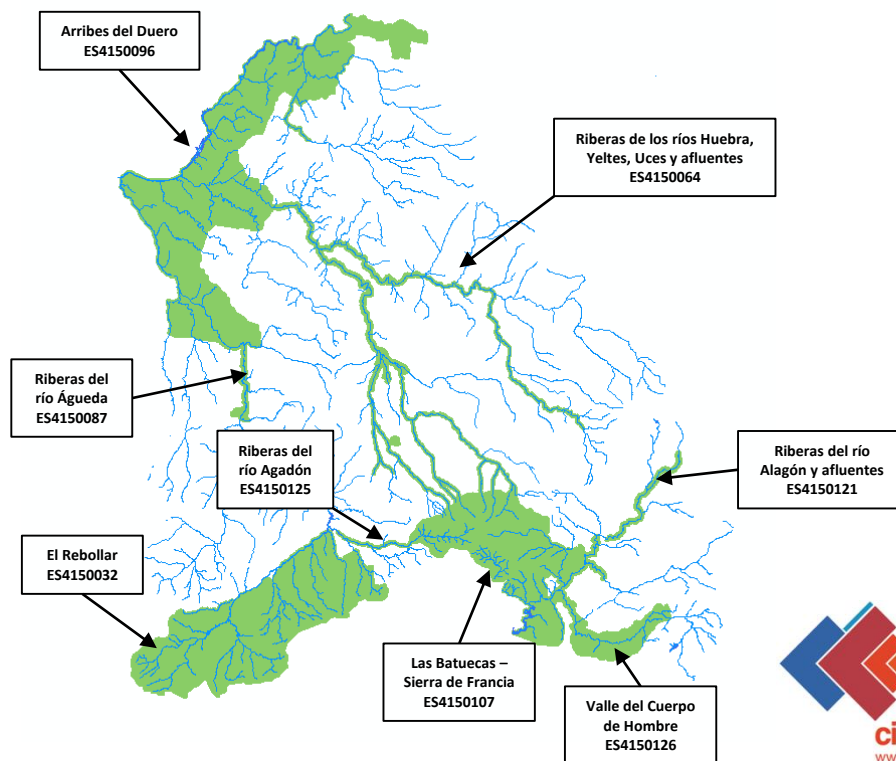 Arribes del Duero
ES4150096
Riberas de los ríos Huebra,
Yeltes, Uces y afluentes
ES4150064
Riberas del
río Águeda
ES4150087
Riberas del
río Agadón
ES4150125
Riberas del río
Alagón y afluentes
ES4150121
El Rebollar
ES4150032
Las Batuecas –
Sierra de Francia
ES4150107
Valle del Cuerpo
de Hombre
ES4150126
ci
www